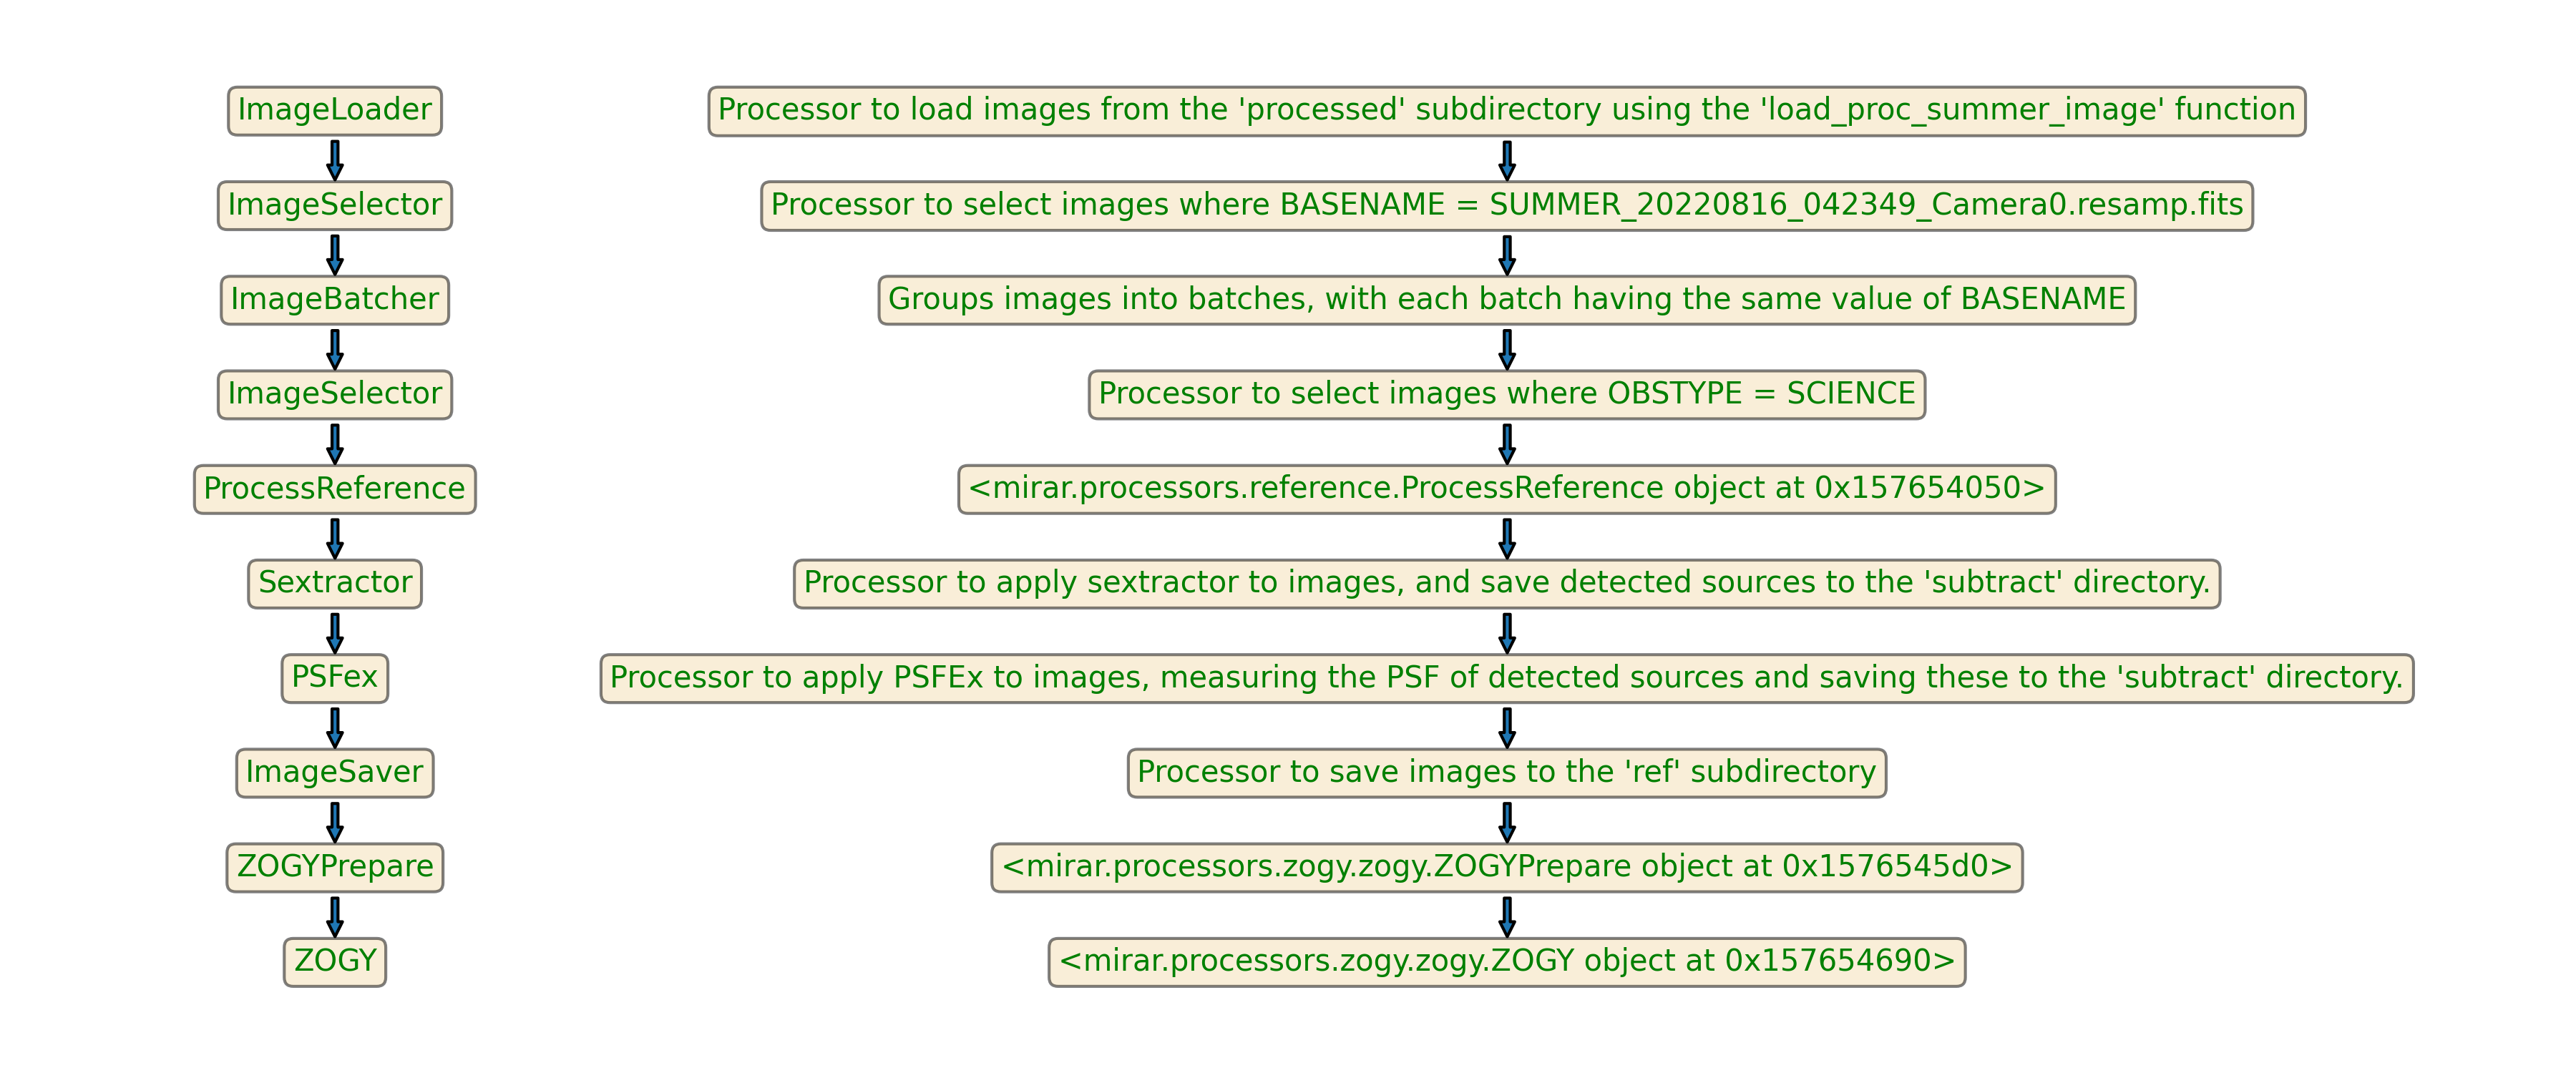 ImageLoader
Processor to load images from the 'processed' subdirectory using the 'load_proc_summer_image' function
ImageSelector
Processor to select images where BASENAME = SUMMER_20220816_042349_Camera0.resamp.fits
ImageBatcher
Groups images into batches, with each batch having the same value of BASENAME
ImageSelector
Processor to select images where OBSTYPE = SCIENCE
ProcessReference
<mirar.processors.reference.ProcessReference object at 0x157654050>
Sextractor
Processor to apply sextractor to images, and save detected sources to the 'subtract' directory.
PSFex
Processor to apply PSFEx to images, measuring the PSF of detected sources and saving these to the 'subtract' directory.
ImageSaver
Processor to save images to the 'ref' subdirectory
ZOGYPrepare
<mirar.processors.zogy.zogy.ZOGYPrepare object at 0x1576545d0>
ZOGY
<mirar.processors.zogy.zogy.ZOGY object at 0x157654690>